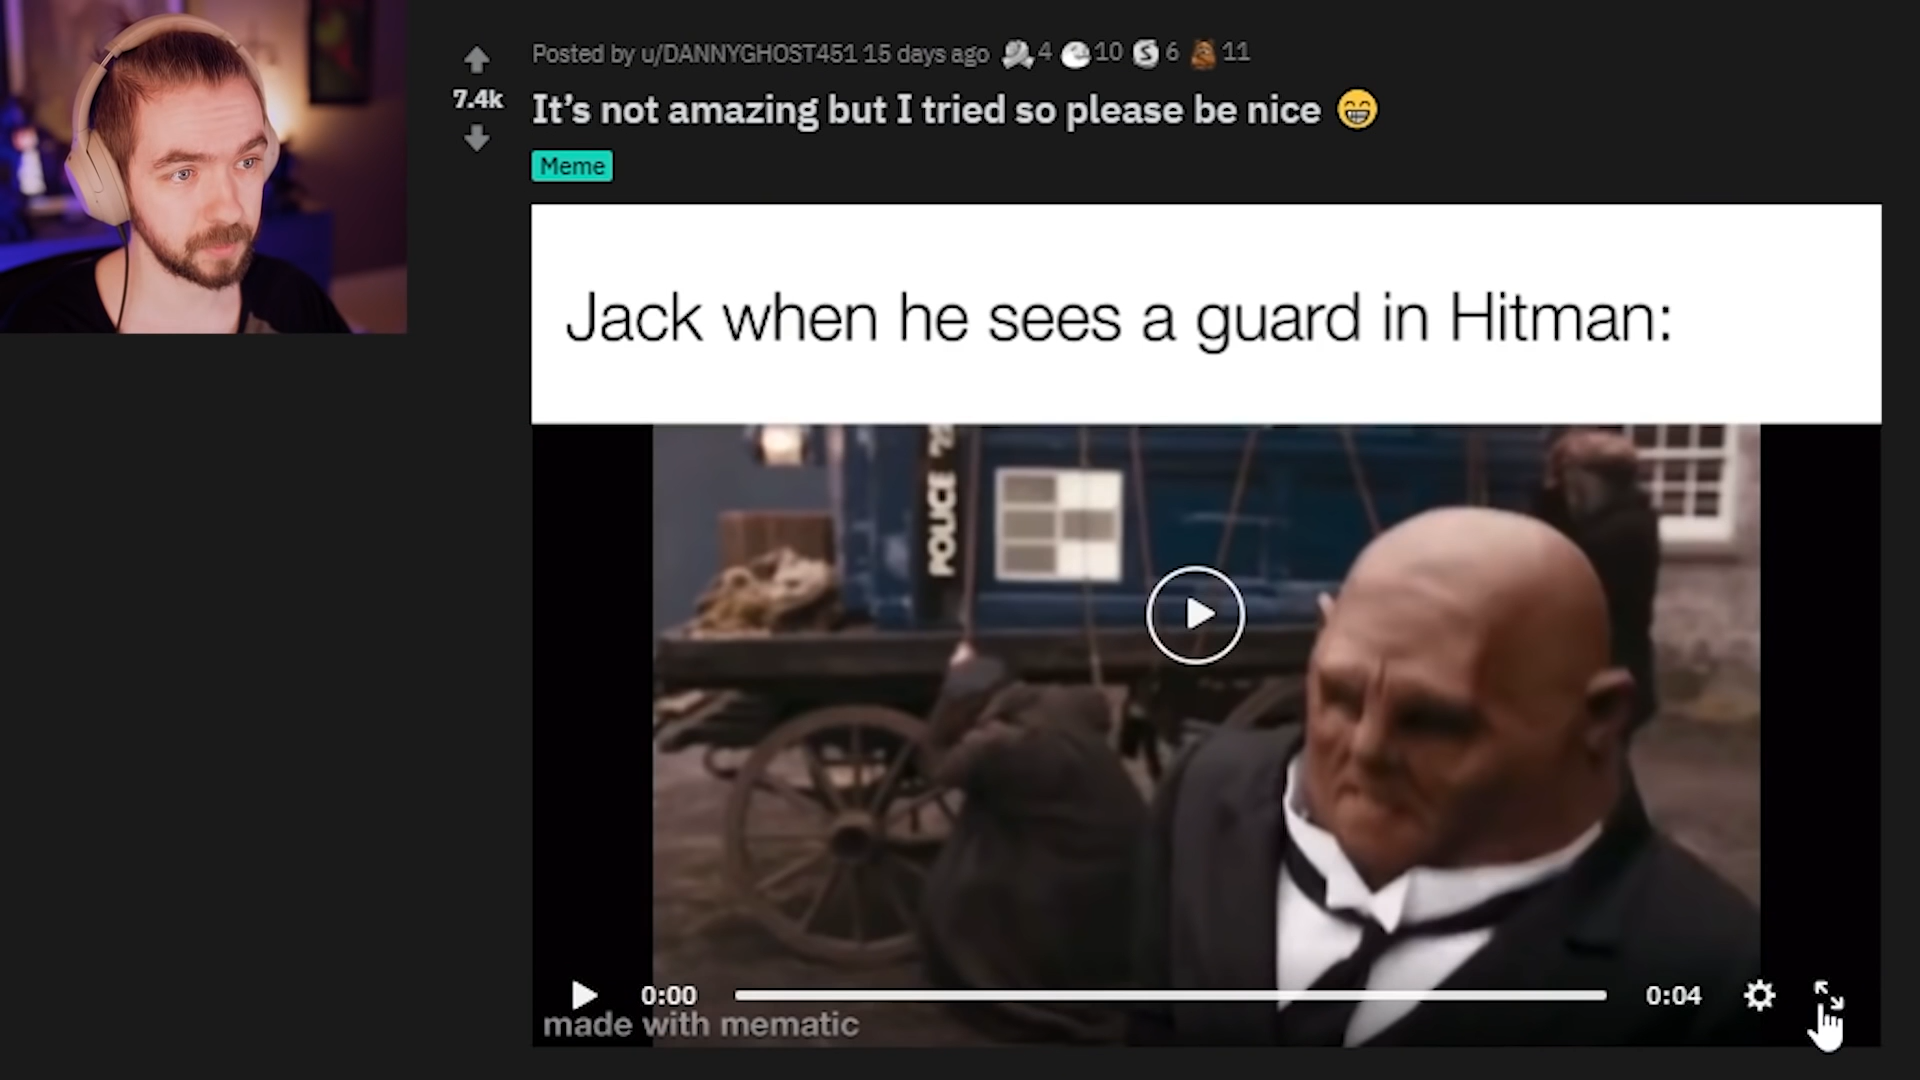 Posted by u/DANNYGHOST451 15 days ago 4 10 6 11
7.4k
It's not amazing but I tried so please be nice 😁
Meme
Jack when he sees a guard in Hitman:
POLICE
0:00
0:04
made with mematic